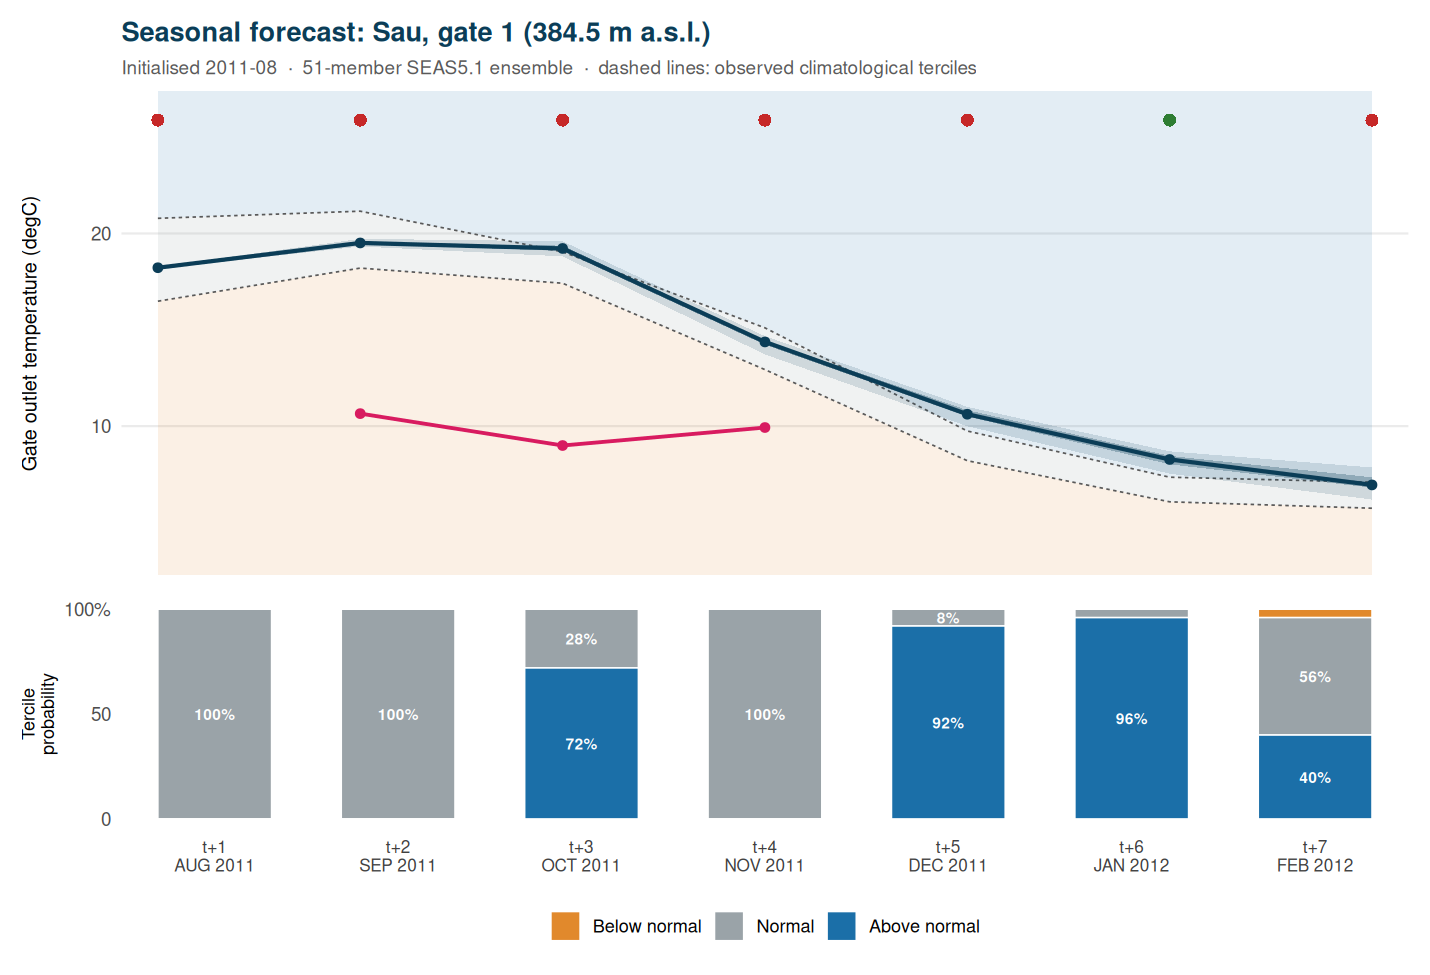 Seasonal forecast: Sau, gate 1 (384.5 m a.s.l.)
Initialised 2011-08 · 51-member SEAS5.1 ensemble · dashed lines: observed climatological terciles
Gate outlet temperature (degC)
20
10
Tercile
probability
100%
50
0
100%
100%
28%
72%
100%
8%
92%
96%
56%
40%
t+1
AUG 2011
t+2
SEP 2011
t+3
OCT 2011
t+4
NOV 2011
t+5
DEC 2011
t+6
JAN 2012
t+7
FEB 2012
Below normal
Normal
Above normal